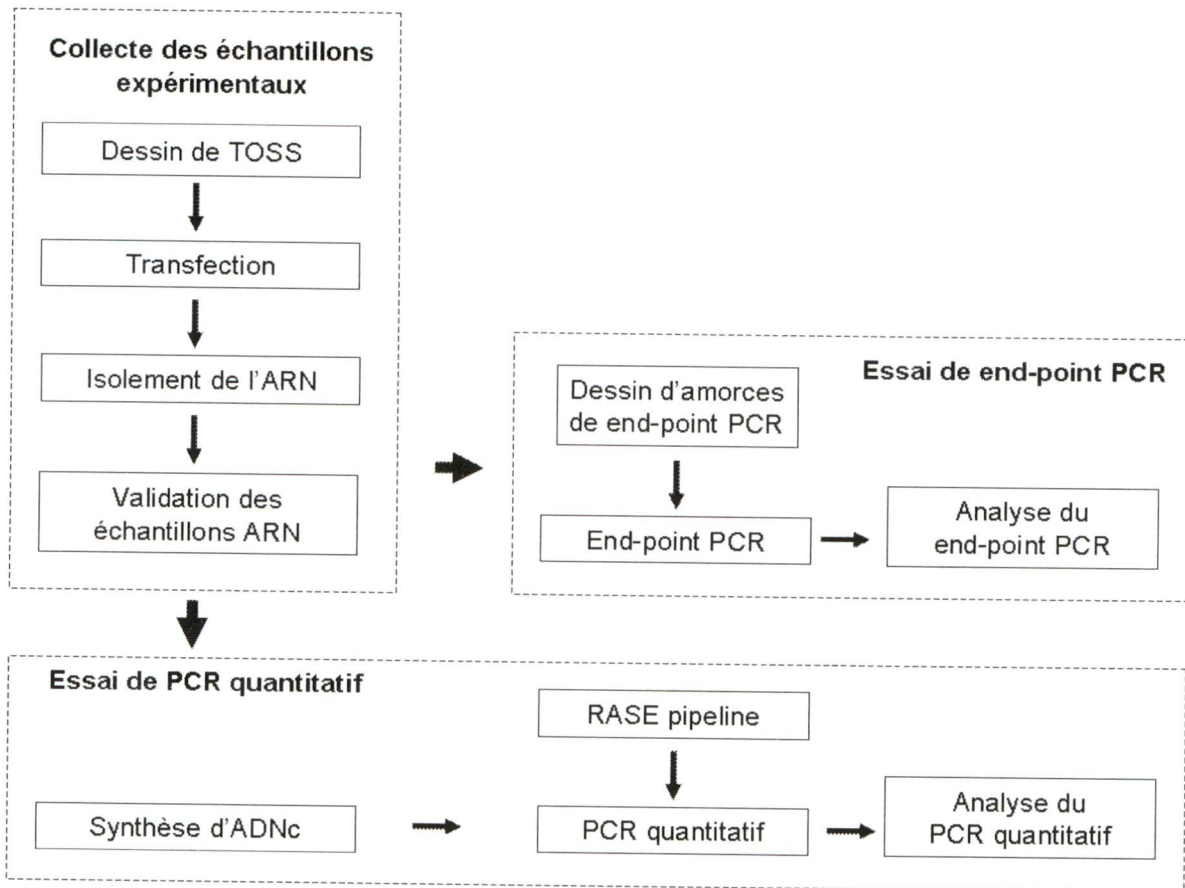 Collecte des échantillons
expérimentaux
Dessin de TOSS
Transfection
Isolement de l'ARN
Validation des
échantillons ARN
Essai de end-point PCR
Dessin d'amorces
de end-point PCR
End-point PCR
Analyse du
end-point PCR
Essai de PCR quantitatif
RASE pipeline
Synthèse d'ADNc
PCR quantitatif
Analyse du
PCR quantitatif